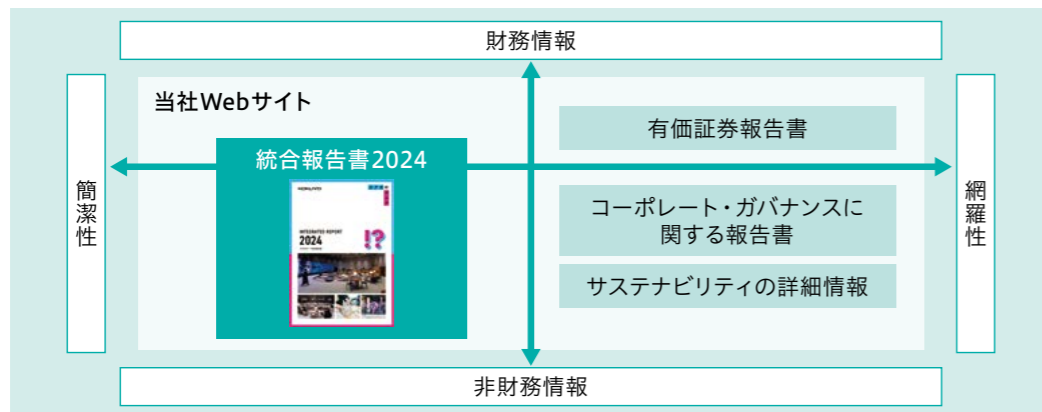 財務情報
簡潔性
当社Webサイト
統合報告書2024
KOKUYO
INTEGRATED REPORT
2024
!?
有価証券報告書
コーポレート・ガバナンスに
関する報告書
サステナビリティの詳細情報
網羅性
非財務情報